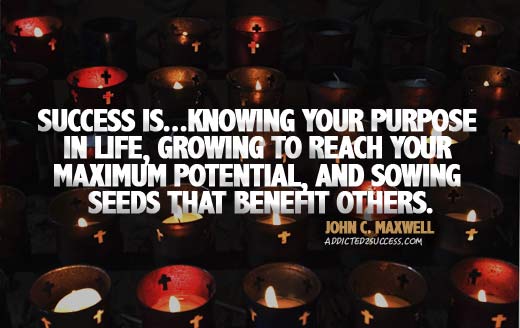 SUCCESS IS...KNOWING YOUR PURPOSE
IN LIFE, GROWING TO REACH YOUR
MAXIMUM POTENTIAL, AND SOWING
SEEDS THAT BENEFIT OTHERS.
JOHN C. MAXWELL
ADDICTED2SUCCESS.COM